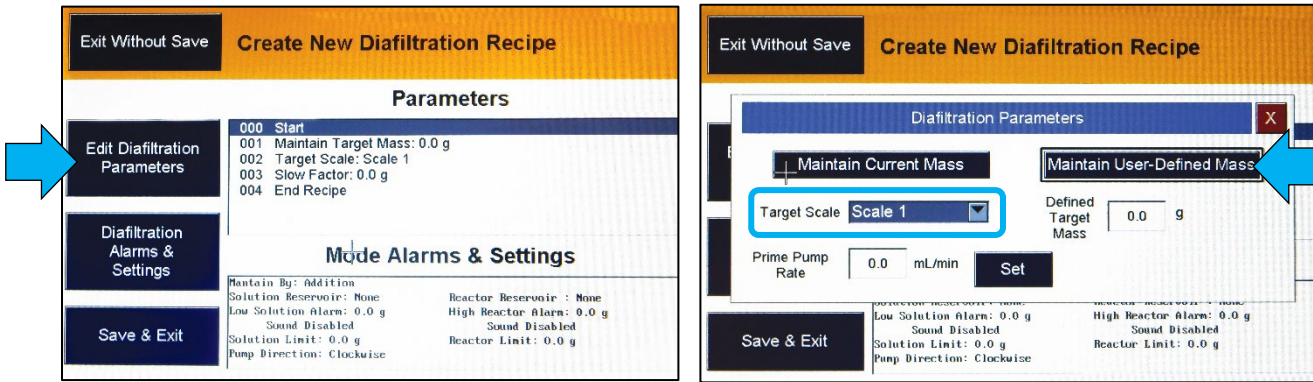 Exit Without Save
Create New Diafiltration Recipe
Parameters
Edit Diafiltration
Parameters
000 Start
001 Maintain Target Mass: 0.0 g
002 Target Scale: Scale 1
003 Slow Factor: 0.0 g
004 End Recipe
Diafiltration
Alarms &
Settings
Mode Alarms & Settings
Mantain By: Addition
Solution Reservoir: None
Reactor Reservoir : None
Low Solution Alarm: 0.0 g
High Reactor Alarm: 0.0 g
Sound Disabled
Sound Disabled
Solution Limit: 0.0 g
Reactor Limit: 0.0 g
Pump Direction: Clockwise
Save & Exit
Exit Without Save
Create New Diafiltration Recipe
Diafiltration Parameters
X
Maintain Current Mass
Maintain User-Defined Mass
Target Scale
Scale 1
Defined
Target
Mass
0.0 g
Prime Pump
Rate
0.0 mL/min
Set
Low Solution Alarm: 0.0 g
High Reactor Alarm: 0.0 g
Sound Disabled
Sound Disabled
Solution Limit: 0.0 g
Reactor Limit: 0.0 g
Pump Direction: Clockwise
Save & Exit